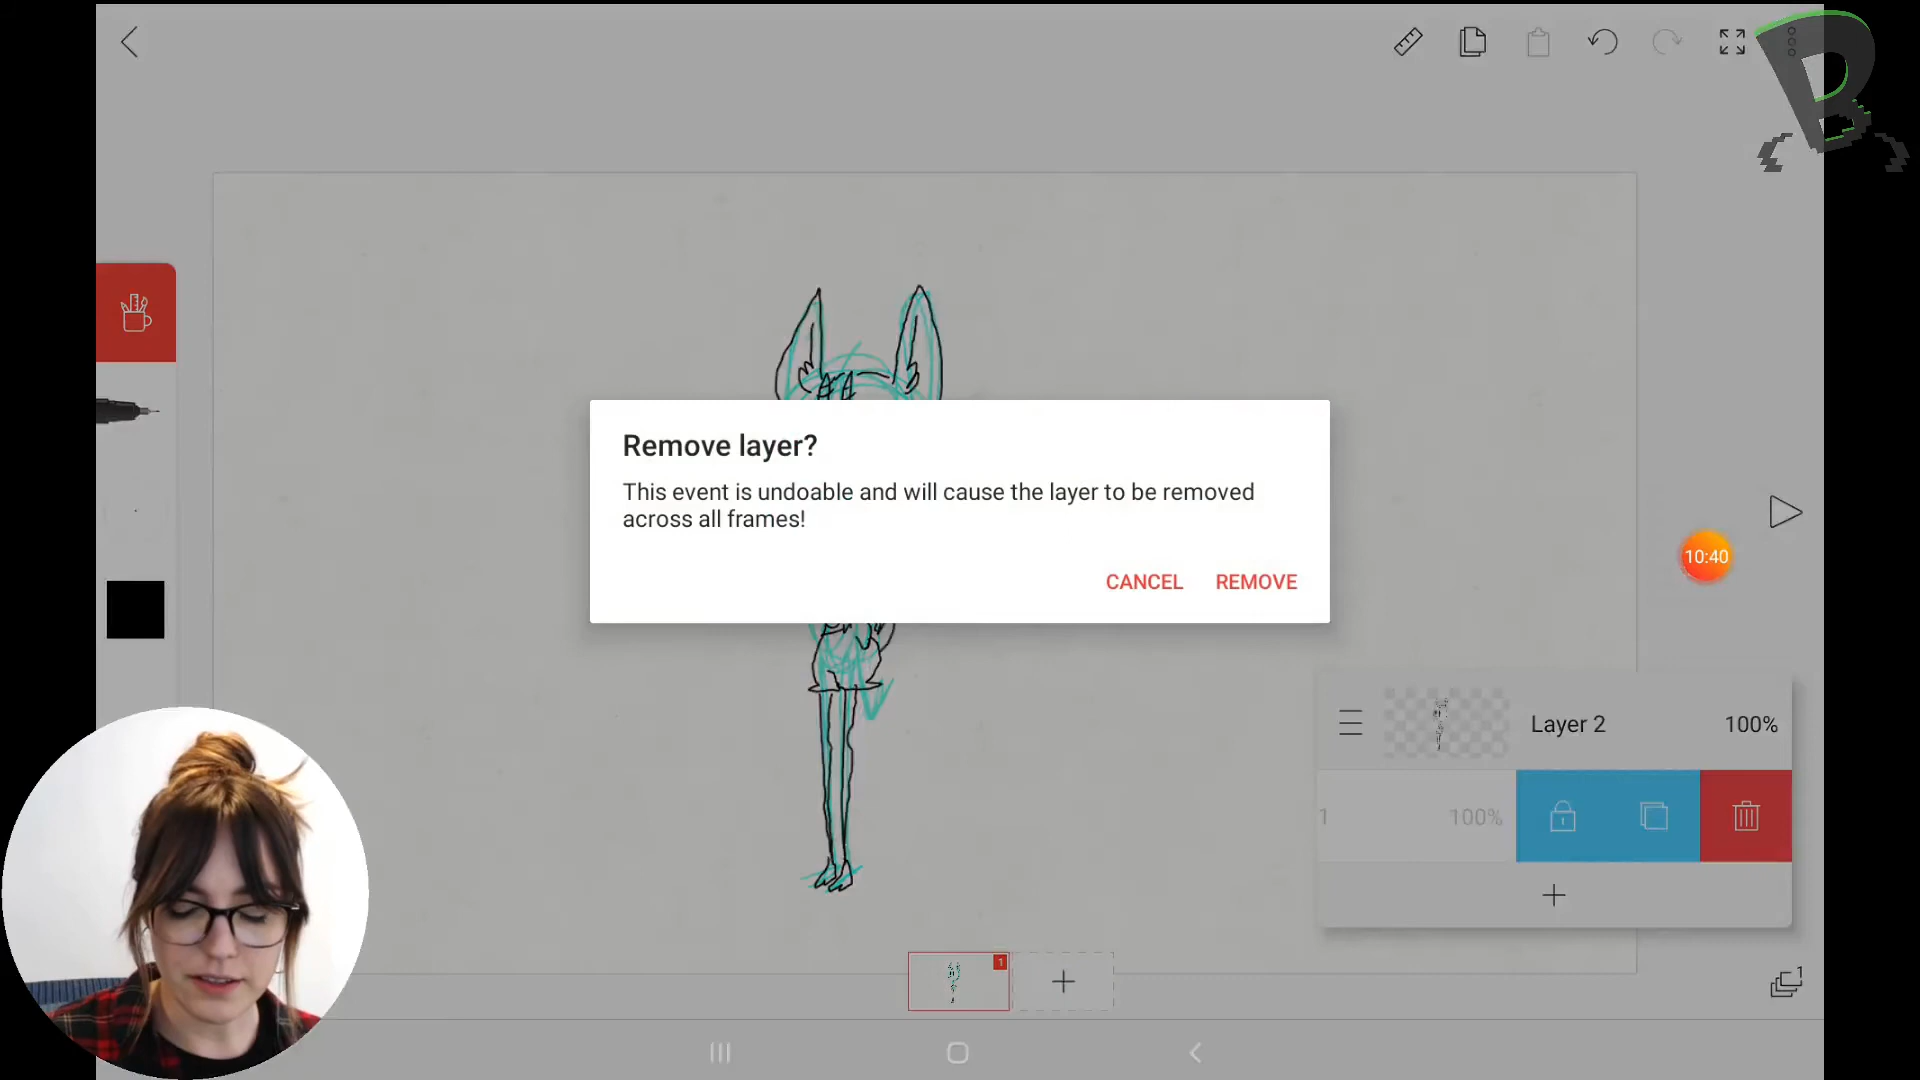 B
Remove layer?
This event is undoable and will cause the layer to be removed
across all frames!
CANCEL REMOVE
10:40
Layer 2 100%
1 100%
1
1